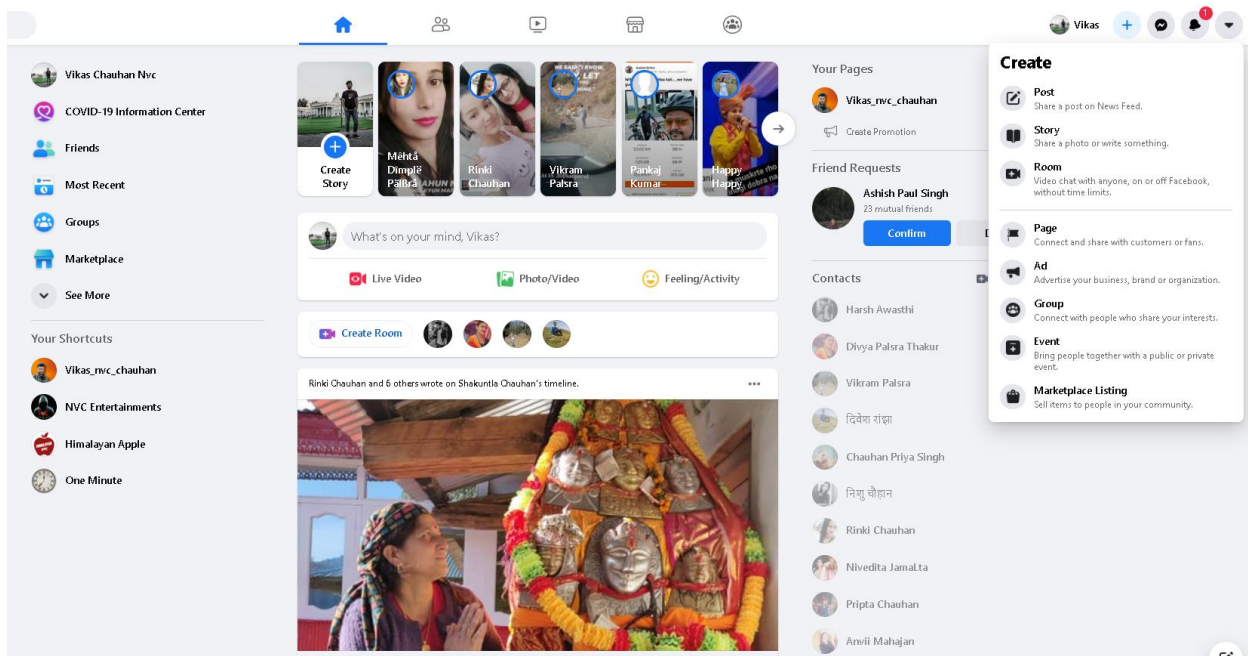 Vikas
1
Vikas Chauhan Nvc
COVID-19 Information Center
Friends
Most Recent
Groups
Marketplace
See More
Your Shortcuts
Vikas_nvc_chauhan
NVC Entertainments
Himalayan Apple
One Minute
Create
Story
Mēhtā
Dïmplë
Pälßrā
Rinki
Chauhan
Vikram
Palsra
Pankaj
Kumar
Happy
Happy
What's on your mind, Vikas?
Live Video
Photo/Video
Feeling/Activity
Create Room
Rinki Chauhan and 6 others wrote on Shakuntla Chauhan's timeline.
Your Pages
Vikas_nvc_chauhan
Create Promotion
Friend Requests
Ashish Paul Singh
23 mutual friends
Confirm
Contacts
Harsh Awasthi
Divya Palsra Thakur
Vikram Palsra
दिवेश रांझा
Chauhan Priya Singh
निशु चौहान
Rinki Chauhan
Nivedita JamaLta
Pripta Chauhan
Anvii Mahajan
Create
Post
Share a post on News Feed.
Story
Share a photo or write something.
Room
Video chat with anyone, on or off Facebook,
without time limits.
Page
Connect and share with customers or fans.
Ad
Advertise your business, brand or organization.
Group
Connect with people who share your interests.
Event
Bring people together with a public or private
event.
Marketplace Listing
Sell items to people in your community.